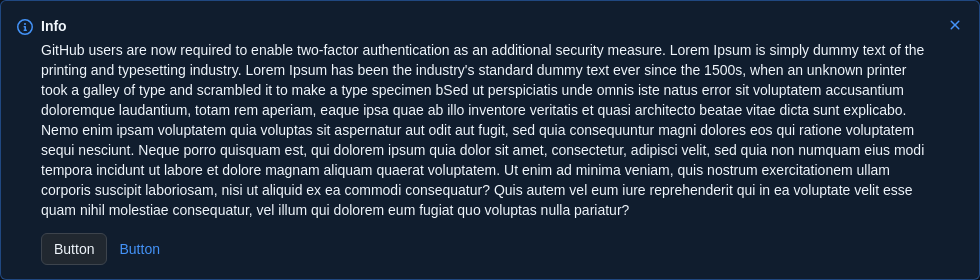 Info
GitHub users are now required to enable two-factor authentication as an additional security measure. Lorem Ipsum is simply dummy text of the
printing and typesetting industry. Lorem Ipsum has been the industry's standard dummy text ever since the 1500s, when an unknown printer
took a galley of type and scrambled it to make a type specimen bSed ut perspiciatis unde omnis iste natus error sit voluptatem accusantium
doloremque laudantium, totam rem aperiam, eaque ipsa quae ab illo inventore veritatis et quasi architecto beatae vitae dicta sunt explicabo.
Nemo enim ipsam voluptatem quia voluptas sit aspernatur aut odit aut fugit, sed quia consequuntur magni dolores eos qui ratione voluptatem
sequi nesciunt. Neque porro quisquam est, qui dolorem ipsum quia dolor sit amet, consectetur, adipisci velit, sed quia non numquam eius modi
tempora incidunt ut labore et dolore magnam aliquam quaerat voluptatem. Ut enim ad minima veniam, quis nostrum exercitationem ullam
corporis suscipit laboriosam, nisi ut aliquid ex ea commodi consequatur? Quis autem vel eum iure reprehenderit qui in ea voluptate velit esse
quam nihil molestiae consequatur, vel illum qui dolorem eum fugiat quo voluptas nulla pariatur?
Button Button